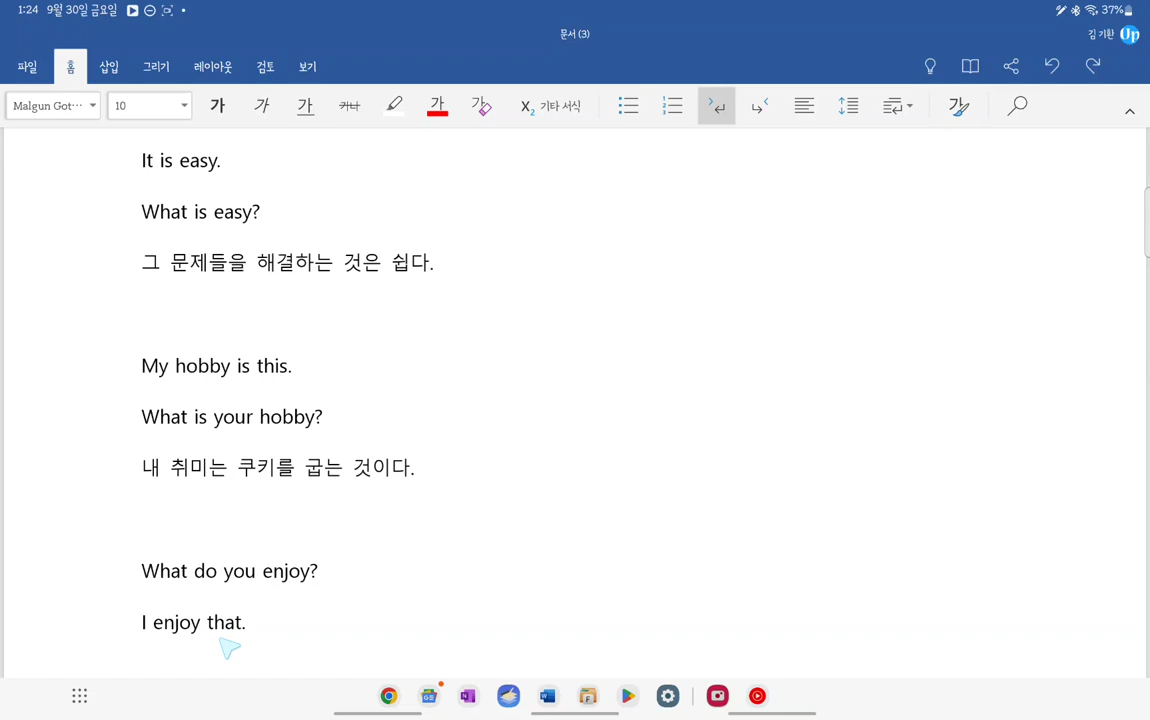 1:24 9월 30일 금요일
37%
문서 (3)
김 기환 Up
파일 홈 삽입 그리기 레이아웃 검토 보기
Malgun Got··· 10 가 가 가 가나 가 가 X₂ 기타 서식 가
It is easy.
What is easy?
그 문제들을 해결하는 것은 쉽다.
My hobby is this.
What is your hobby?
내 취미는 쿠키를 굽는 것이다.
What do you enjoy?
I enjoy that.